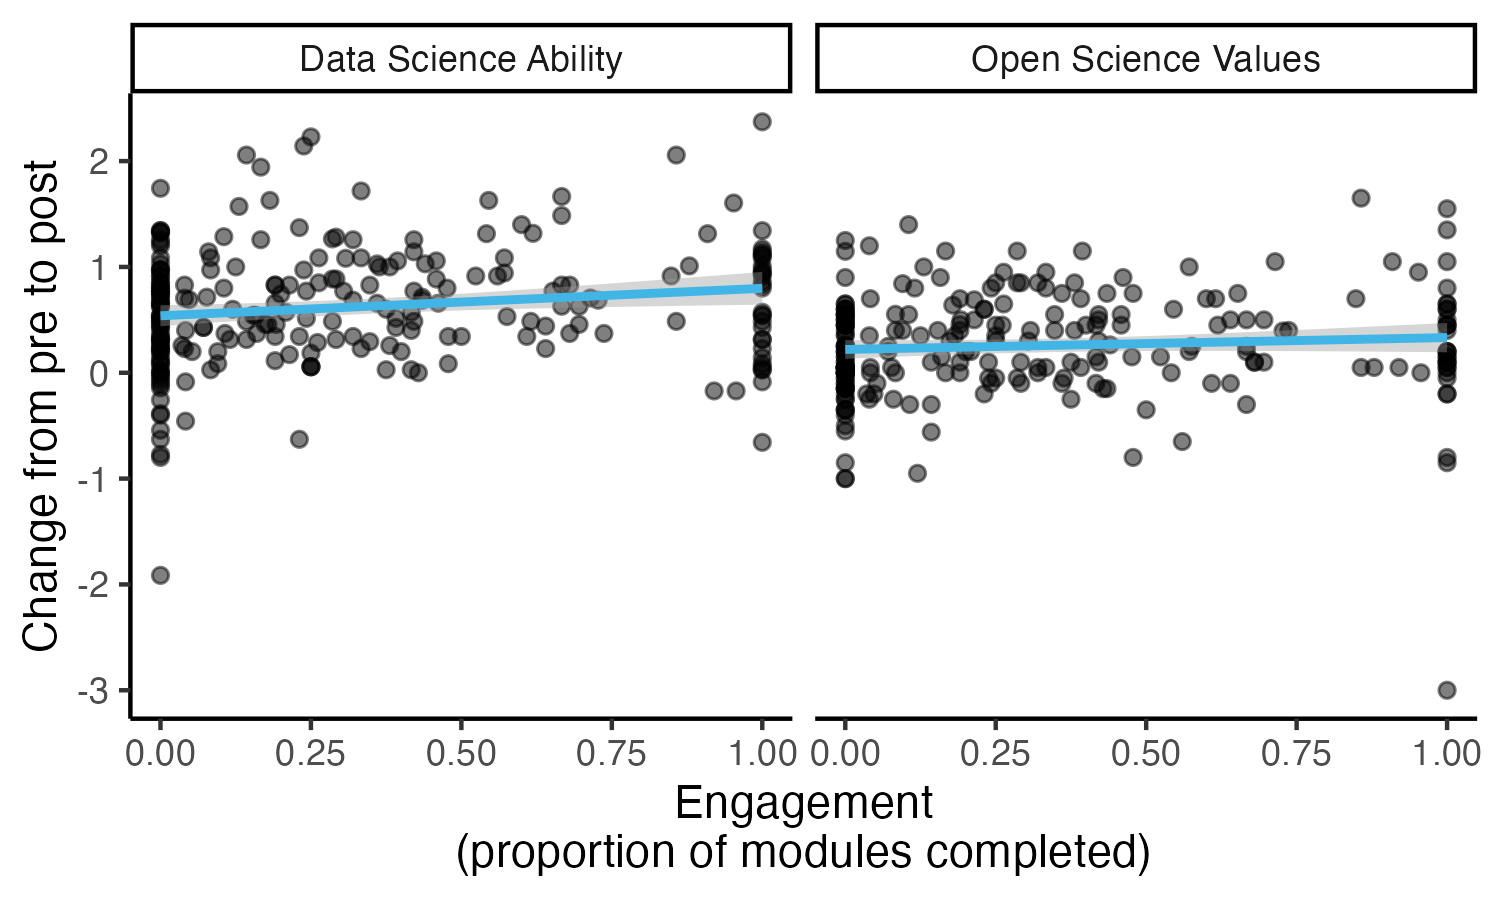 Data Science Ability
Open Science Values
Change from pre to post
2
1
0
-1
-2
-3
0.00 0.25 0.50 0.75 1.00
0.00 0.25 0.50 0.75 1.00
Engagement
(proportion of modules completed)